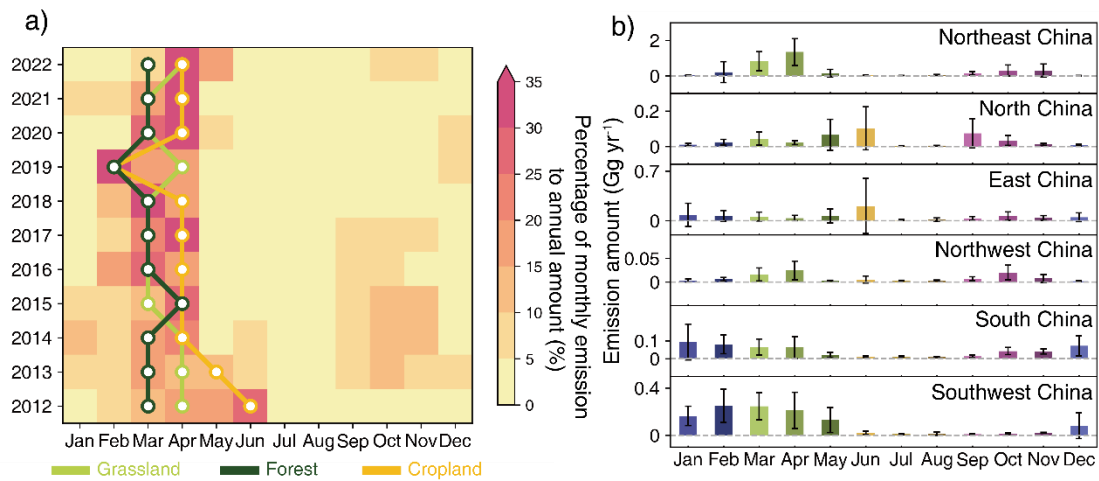 a)
2022
2021
2020
2019
2018
2017
2016
2015
2014
2013
2012
Jan Feb Mar Apr May Jun Jul Aug Sep Oct Nov Dec
Grassland Forest Cropland
35
30
25
20
15
10
5
0
Percentage of monthly emission
to annual amount (%)
b)
Emission amount (Gg yr⁻¹)
Northeast China
2
0
North China
0.2
0
East China
0.7
0
Northwest China
0.05
0
South China
0.1
0
Southwest China
0.4
0
Jan Feb Mar Apr May Jun Jul Aug Sep Oct Nov Dec